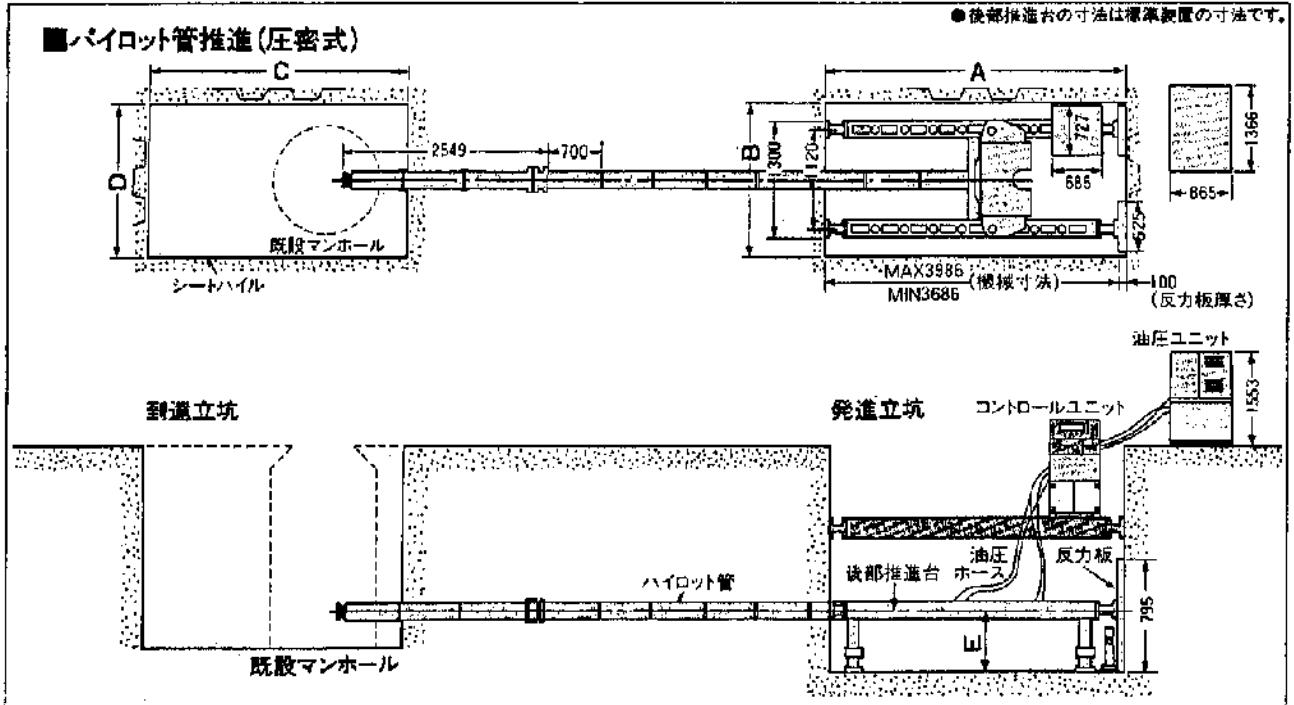 ●後部推進台の寸法は標準装置の寸法です。
■パイロット管推進(圧密式)
C
A
D
B
2549
700
1300
1120
727
685
625
1366
865
既設マンホール
シートパイル
MAX3986
MIN3686
(機械寸法)
100
(反力板厚さ)
油圧ユニット
1553
到達立坑
発進立坑
コントロールユニット
パイロット管
後部推進台
油圧
ホース
反力板
795
E
既設マンホール